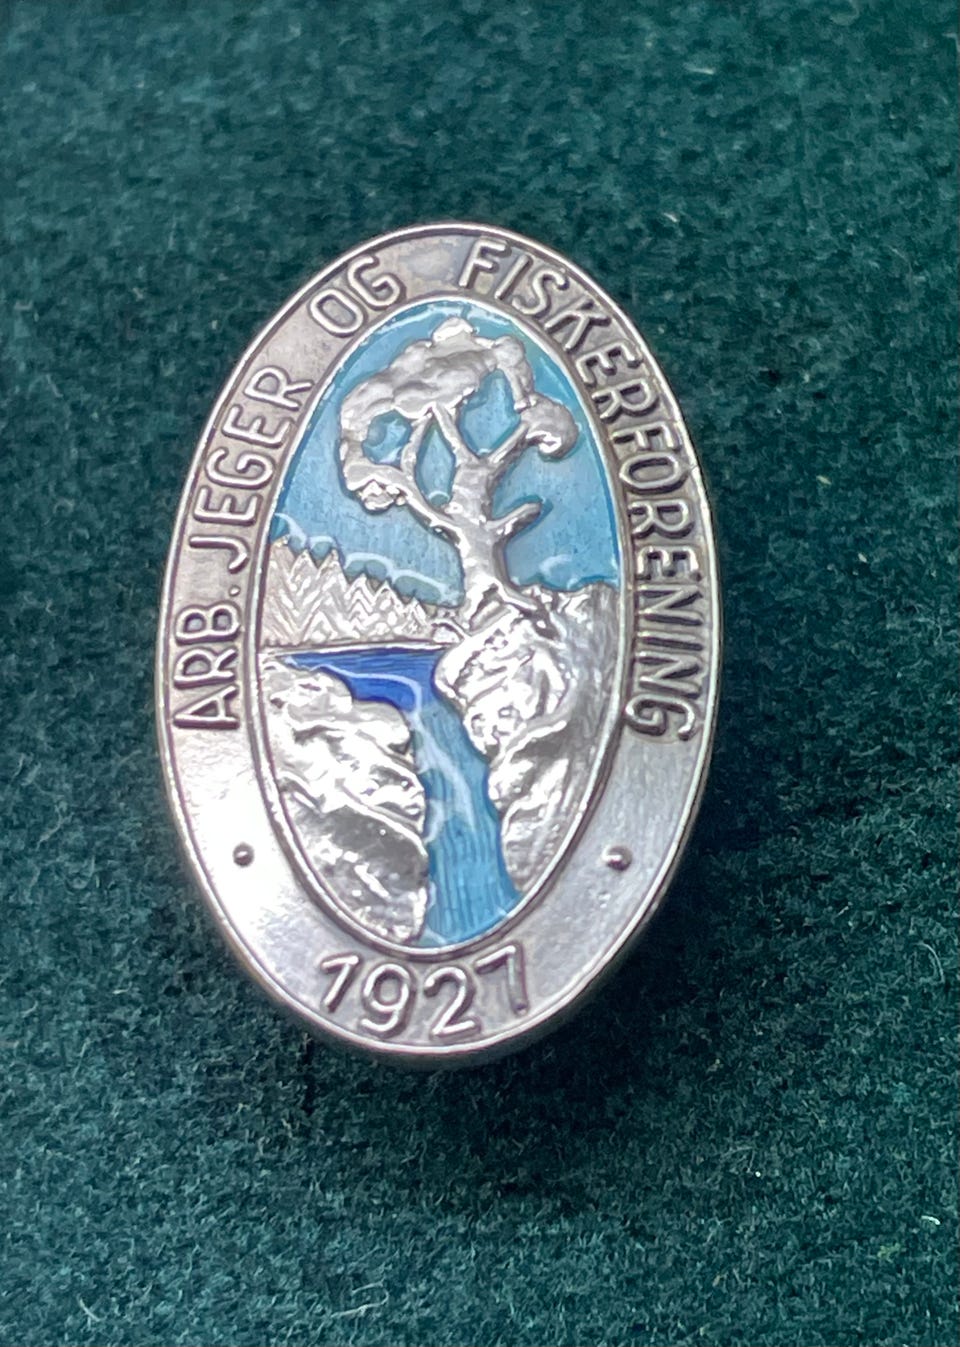 ARB. JEGER OG FISKERFORENING
1927